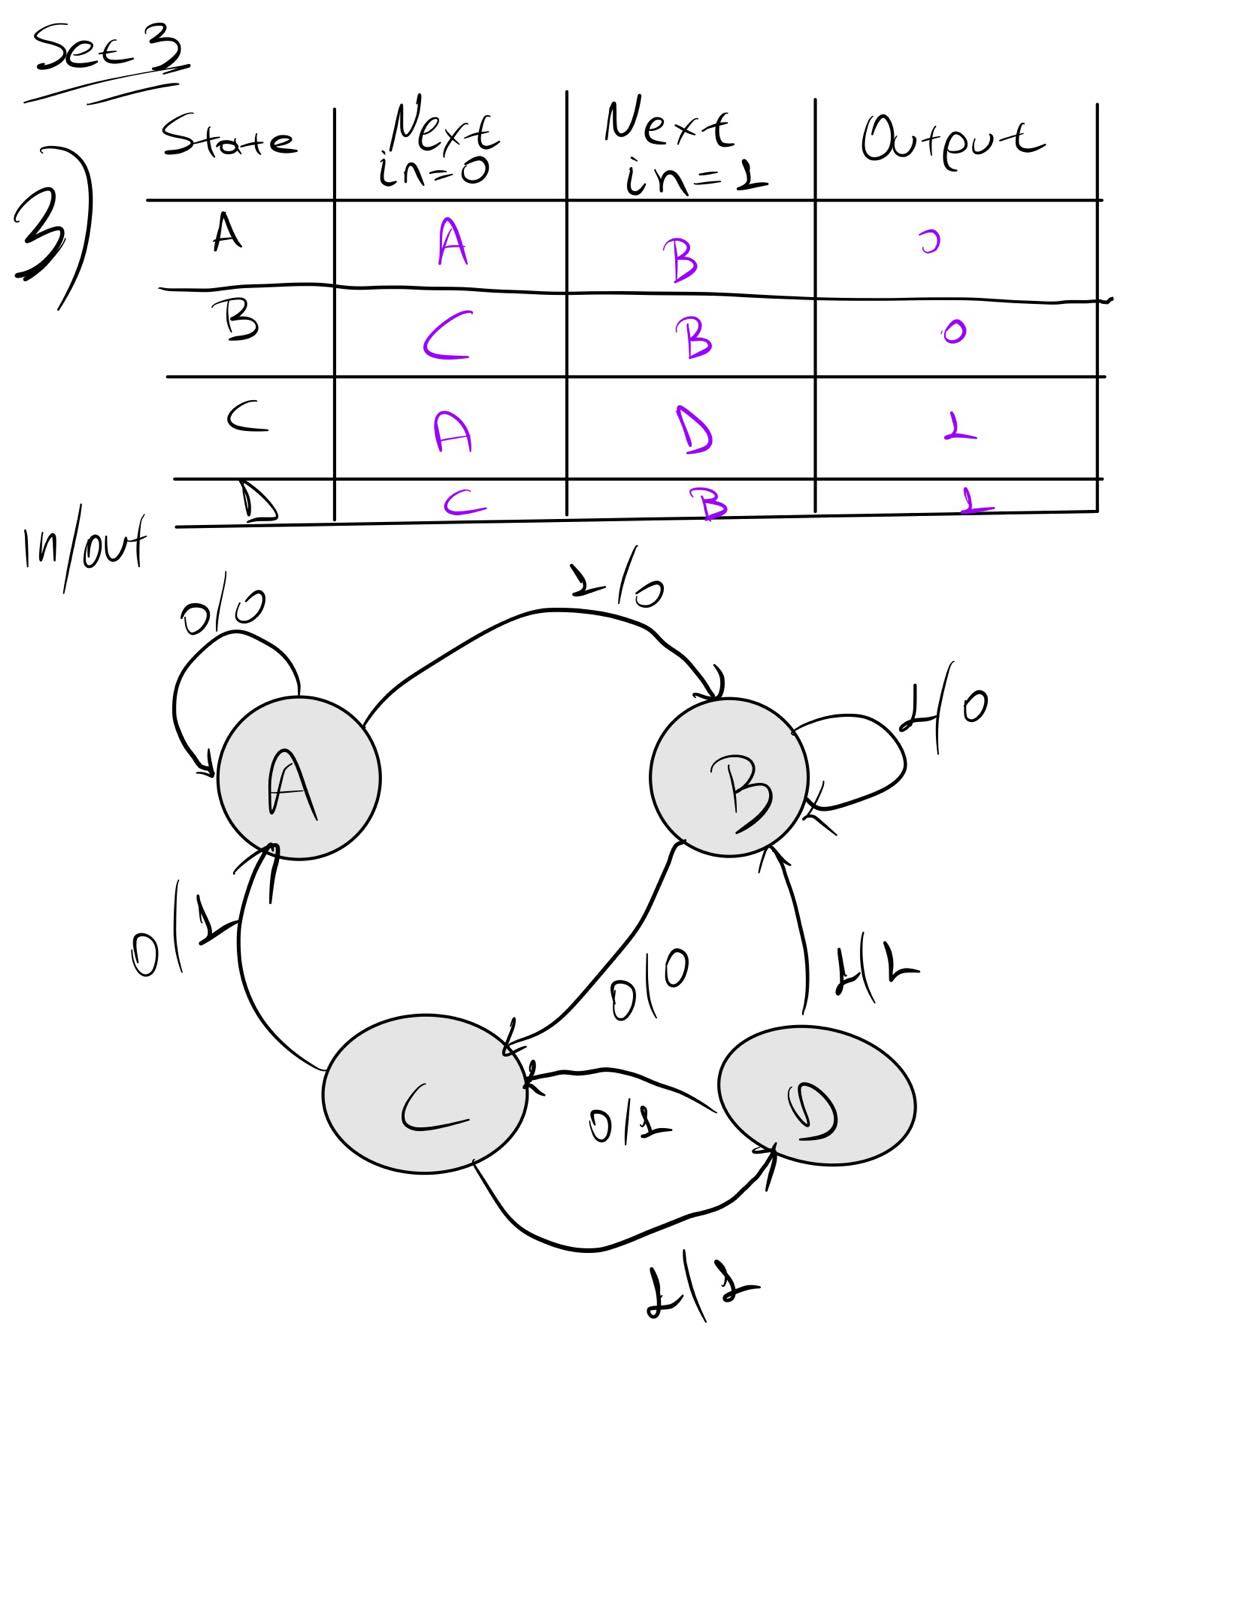 Set 3
3)
State Next in=0 Next in=1 Output
A A B 0
B C B 0
C A D 1
D C B 1
in/out
1/0
0/0
1/0
A
B
0/1
0/0
1/1
C
D
0/1
1/1